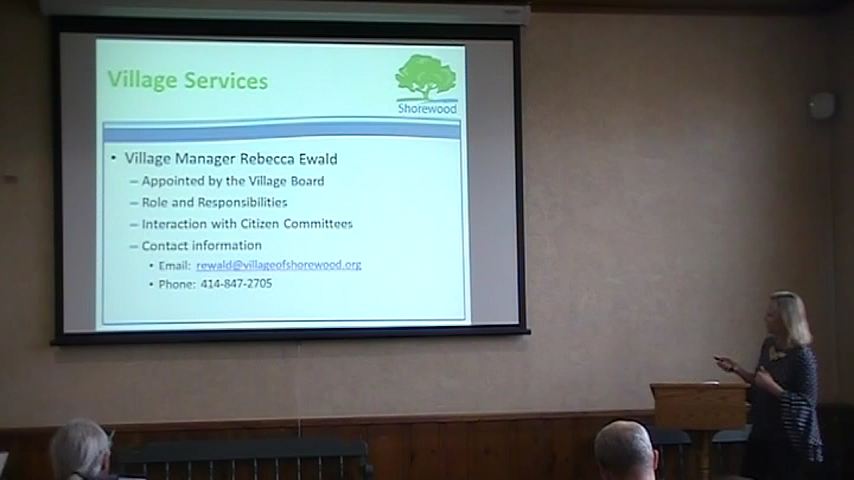 Village Services
Shorewood
• Village Manager Rebecca Ewald
– Appointed by the Village Board
– Role and Responsibilities
– Interaction with Citizen Committees
– Contact information
• Email: rewald@villageofshorewood.org
• Phone: 414-847-2705